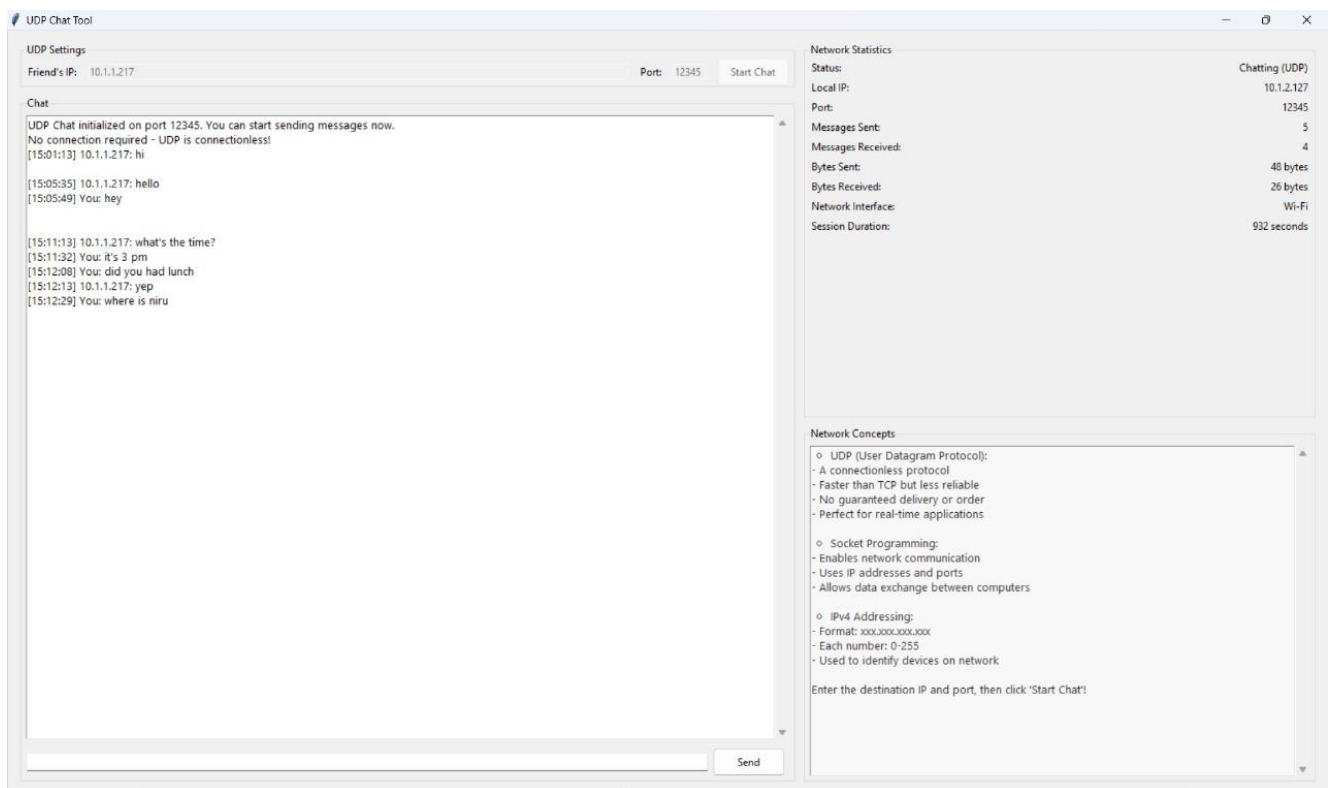 UDP Chat Tool
UDP Settings
Friend's IP: 10.1.1.217 Port: 12345 Start Chat
Chat
UDP Chat initialized on port 12345. You can start sending messages now.
No connection required - UDP is connectionless!
[15:01:13] 10.1.1.217: hi
[15:05:35] 10.1.1.217: hello
[15:05:49] You: hey
[15:11:13] 10.1.1.217: what's the time?
[15:11:32] You: it's 3 pm
[15:12:08] You: did you had lunch
[15:12:13] 10.1.1.217: yep
[15:12:29] You: where is niru
Send
Network Statistics
Status: Chatting (UDP)
Local IP: 10.1.2.127
Port: 12345
Messages Sent: 5
Messages Received: 4
Bytes Sent: 48 bytes
Bytes Received: 26 bytes
Network Interface: Wi-Fi
Session Duration: 932 seconds
Network Concepts
UDP (User Datagram Protocol):
- A connectionless protocol
- Faster than TCP but less reliable
- No guaranteed delivery or order
- Perfect for real-time applications
Socket Programming:
- Enables network communication
- Uses IP addresses and ports
- Allows data exchange between computers
IPv4 Addressing:
- Format: xxx.xxx.xxx.xxx
- Each number: 0-255
- Used to identify devices on network
Enter the destination IP and port, then click 'Start Chat'!